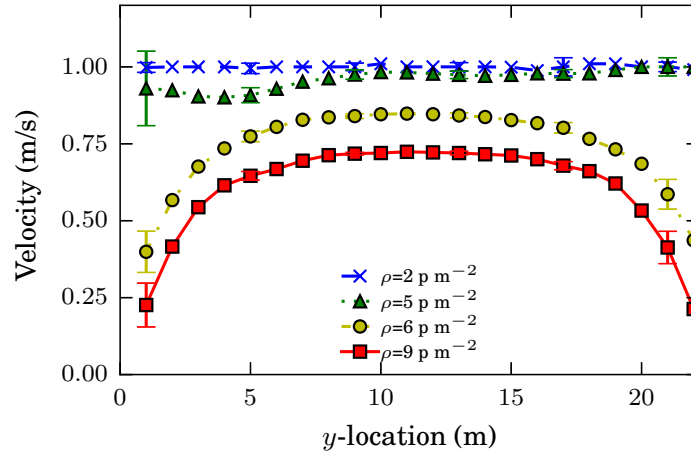 1.00
0.75
0.50
0.25
0.00
Velocity (m/s)
ρ=2 p m⁻²
ρ=5 p m⁻²
ρ=6 p m⁻²
ρ=9 p m⁻²
0 5 10 15 20
y-location (m)